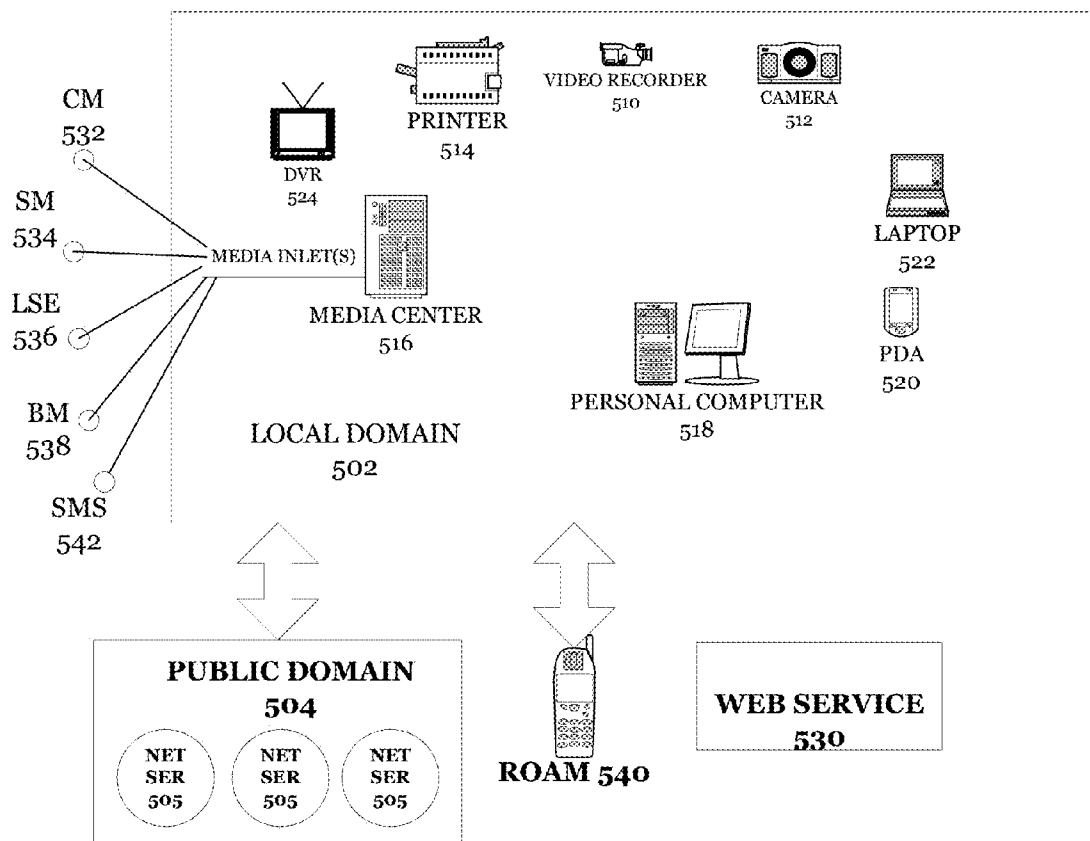 CM
532
SM
534
LSE
536
BM
538
SMS
542
DVR
524
PRINTER
514
VIDEO RECORDER
510
CAMERA
512
MEDIA INLET(S)
MEDIA CENTER
516
LAPTOP
522
PDA
520
PERSONAL COMPUTER
518
LOCAL DOMAIN
502
PUBLIC DOMAIN
504
NET
SER
505
NET
SER
505
NET
SER
505
ROAM 540
WEB SERVICE
530